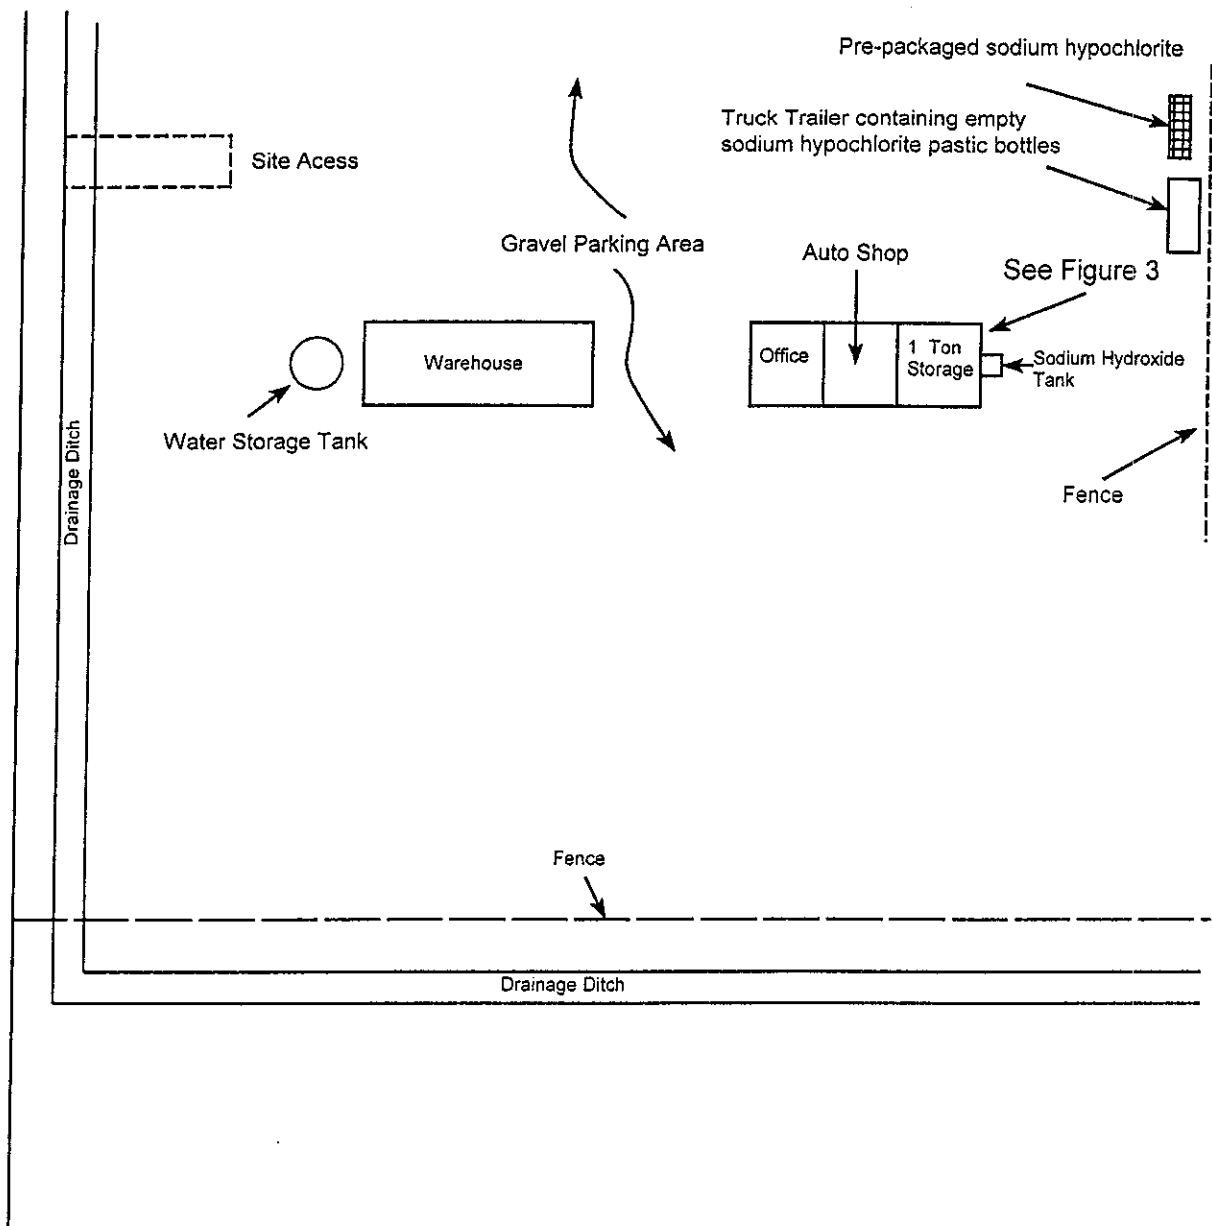 Pre-packaged sodium hypochlorite
Truck Trailer containing empty
sodium hypochlorite pastic bottles
Site Acess
Gravel Parking Area
Auto Shop
See Figure 3
Office
1 Ton
Storage
Sodium Hydroxide
Tank
Warehouse
Water Storage Tank
Drainage Ditch
Fence
Fence
Drainage Ditch